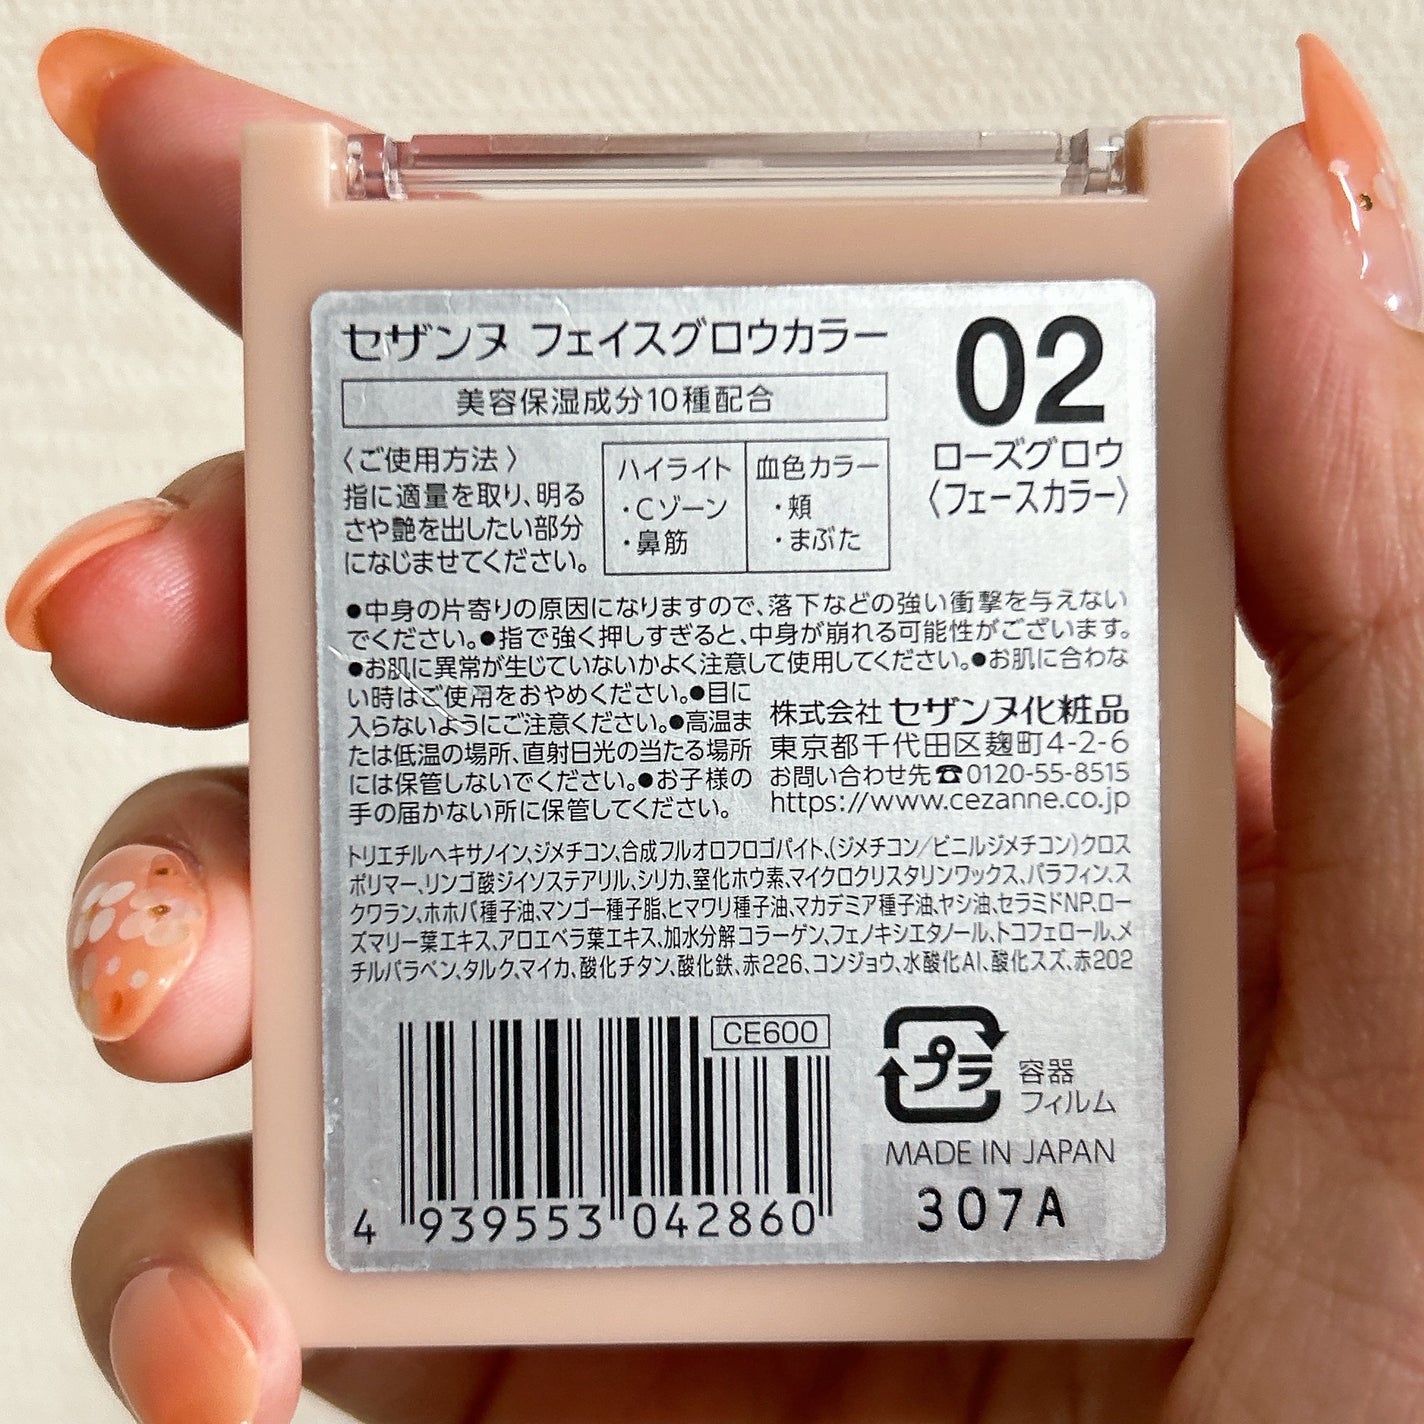 セザンヌ フェイスグロウカラー
美容保湿成分10種配合
02
ローズグロウ
〈フェースカラー〉
〈ご使用方法〉
指に適量を取り、明る
さや艶を出したい部分
になじませてください。
ハイライト
・Cゾーン
・鼻筋
血色カラー
・頬
・まぶた
●中身の片寄りの原因になりますので、落下などの強い衝撃を与えない
でください。●指で強く押しすぎると、中身が崩れる可能性がございます。
●お肌に異常が生じていないかよく注意して使用してください。●お肌に合わな
い時はご使用をおやめください。●目に
入らないようにご注意ください。●高温ま
たは低温の場所、直射日光の当たる場所
には保管しないでください。●お子様の
手の届かない所に保管してください。
株式会社 セザンヌ化粧品
東京都千代田区麹町4-2-6
お問い合わせ先☎0120-55-8515
https://www.cezanne.co.jp
トリエチルヘキサノイン、ジメチコン、合成フルオロフロゴパイト、(ジメチコン/ビニルジメチコン)クロス
ポリマー、リンゴ酸ジイソステアリル、シリカ、窒化ホウ素、マイクロクリスタリンワックス、パラフィン、ス
クワラン、ホホバ種子油、マンゴー種子脂、ヒマワリ種子油、マカデミア種子油、ヤシ油、セラミドNP、ロー
ズマリー葉エキス、アロエベラ葉エキス、加水分解コラーゲン、フェノキシエタノール、トコフェロール、メ
チルパラベン、タルク、マイカ、酸化チタン、酸化鉄、赤226、コンジョウ、水酸化Al、酸化スズ、赤202
CE600
4 939553 042860
プラ
容器
フィルム
MADE IN JAPAN
307A